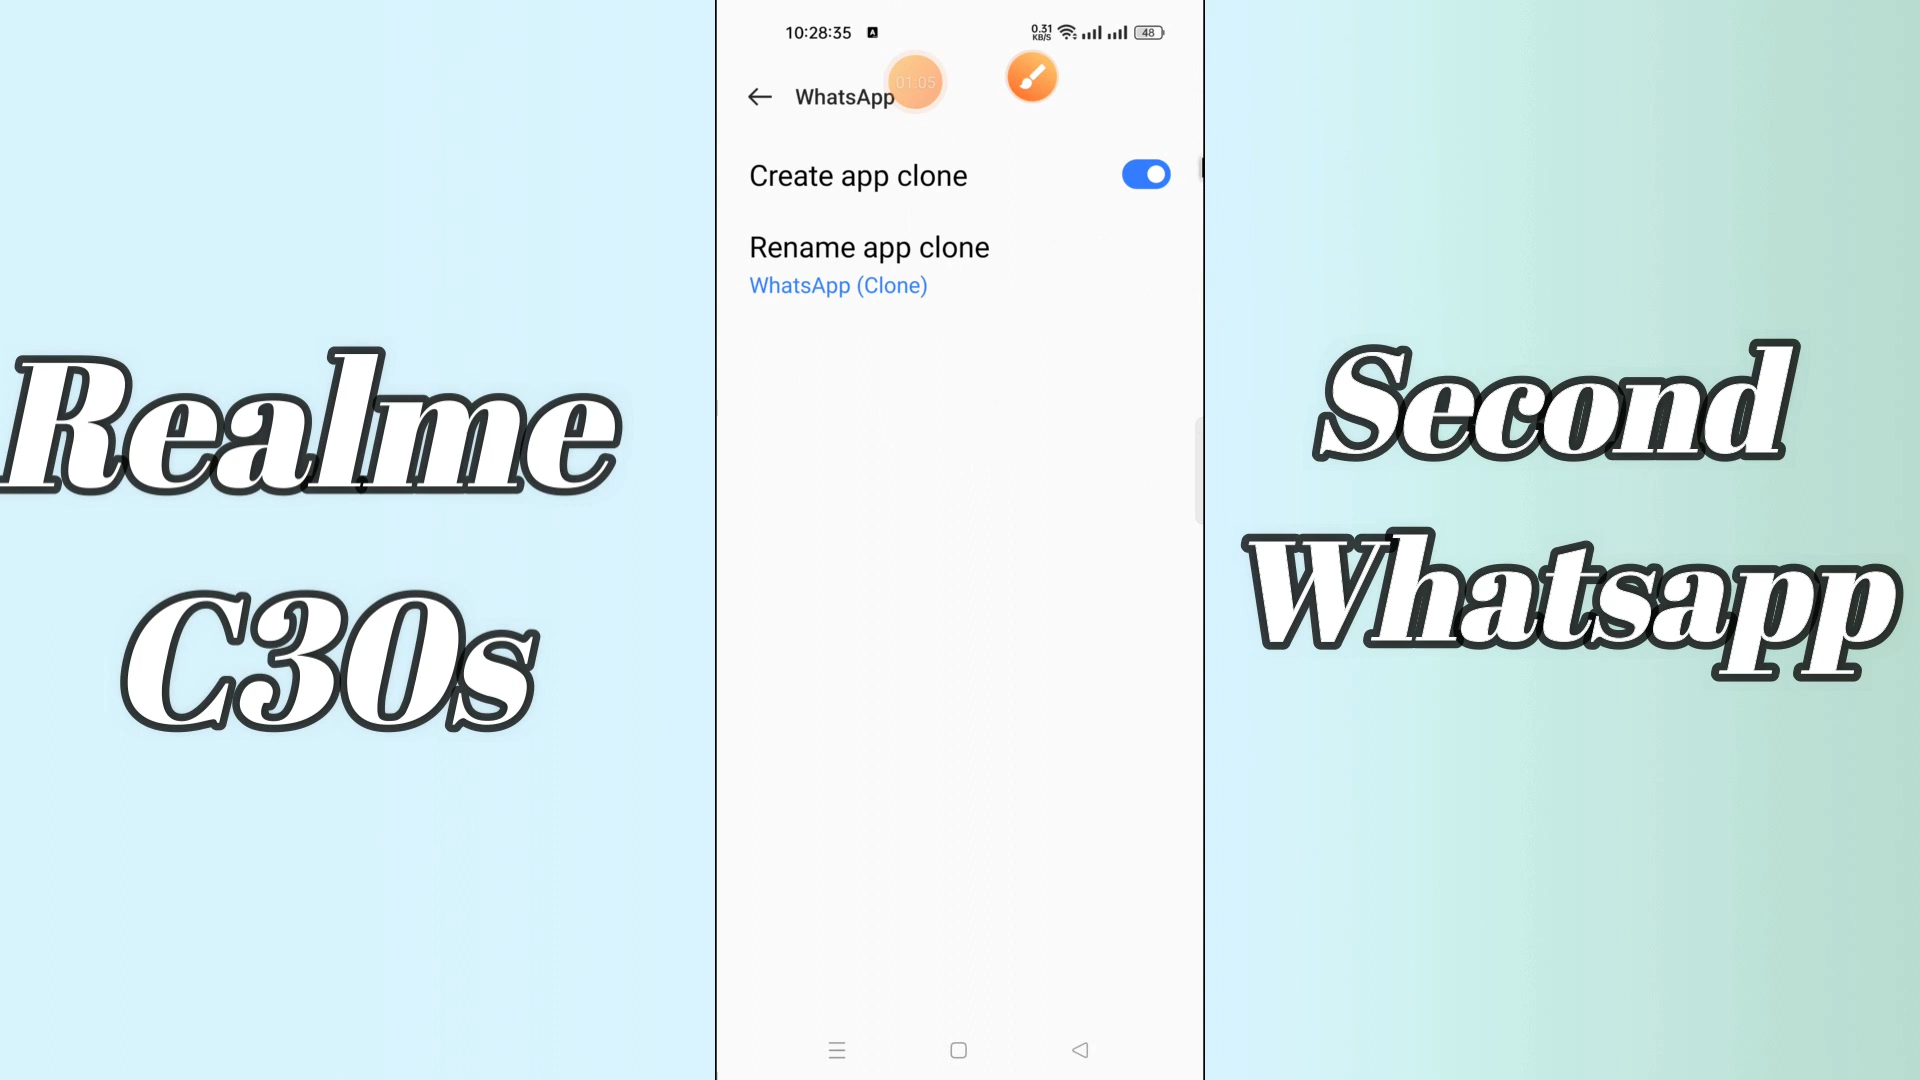 10:28:35
0.31
KB/S
48
01:05
WhatsApp
Create app clone
Rename app clone
WhatsApp (Clone)
Realme
C30s
Second
Whatsapp